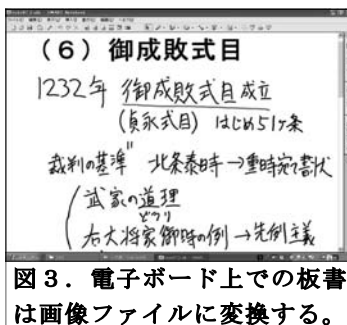 (6)御成敗式目
1232年 御成敗式目成立
(貞永式目) はじめ51ヶ条
裁判の基準 北条泰時→重時宛て書状
武家の道理
どうり
右大将家御時の例→先例主義
図3.電子ボード上での板書
は画像ファイルに変換する。